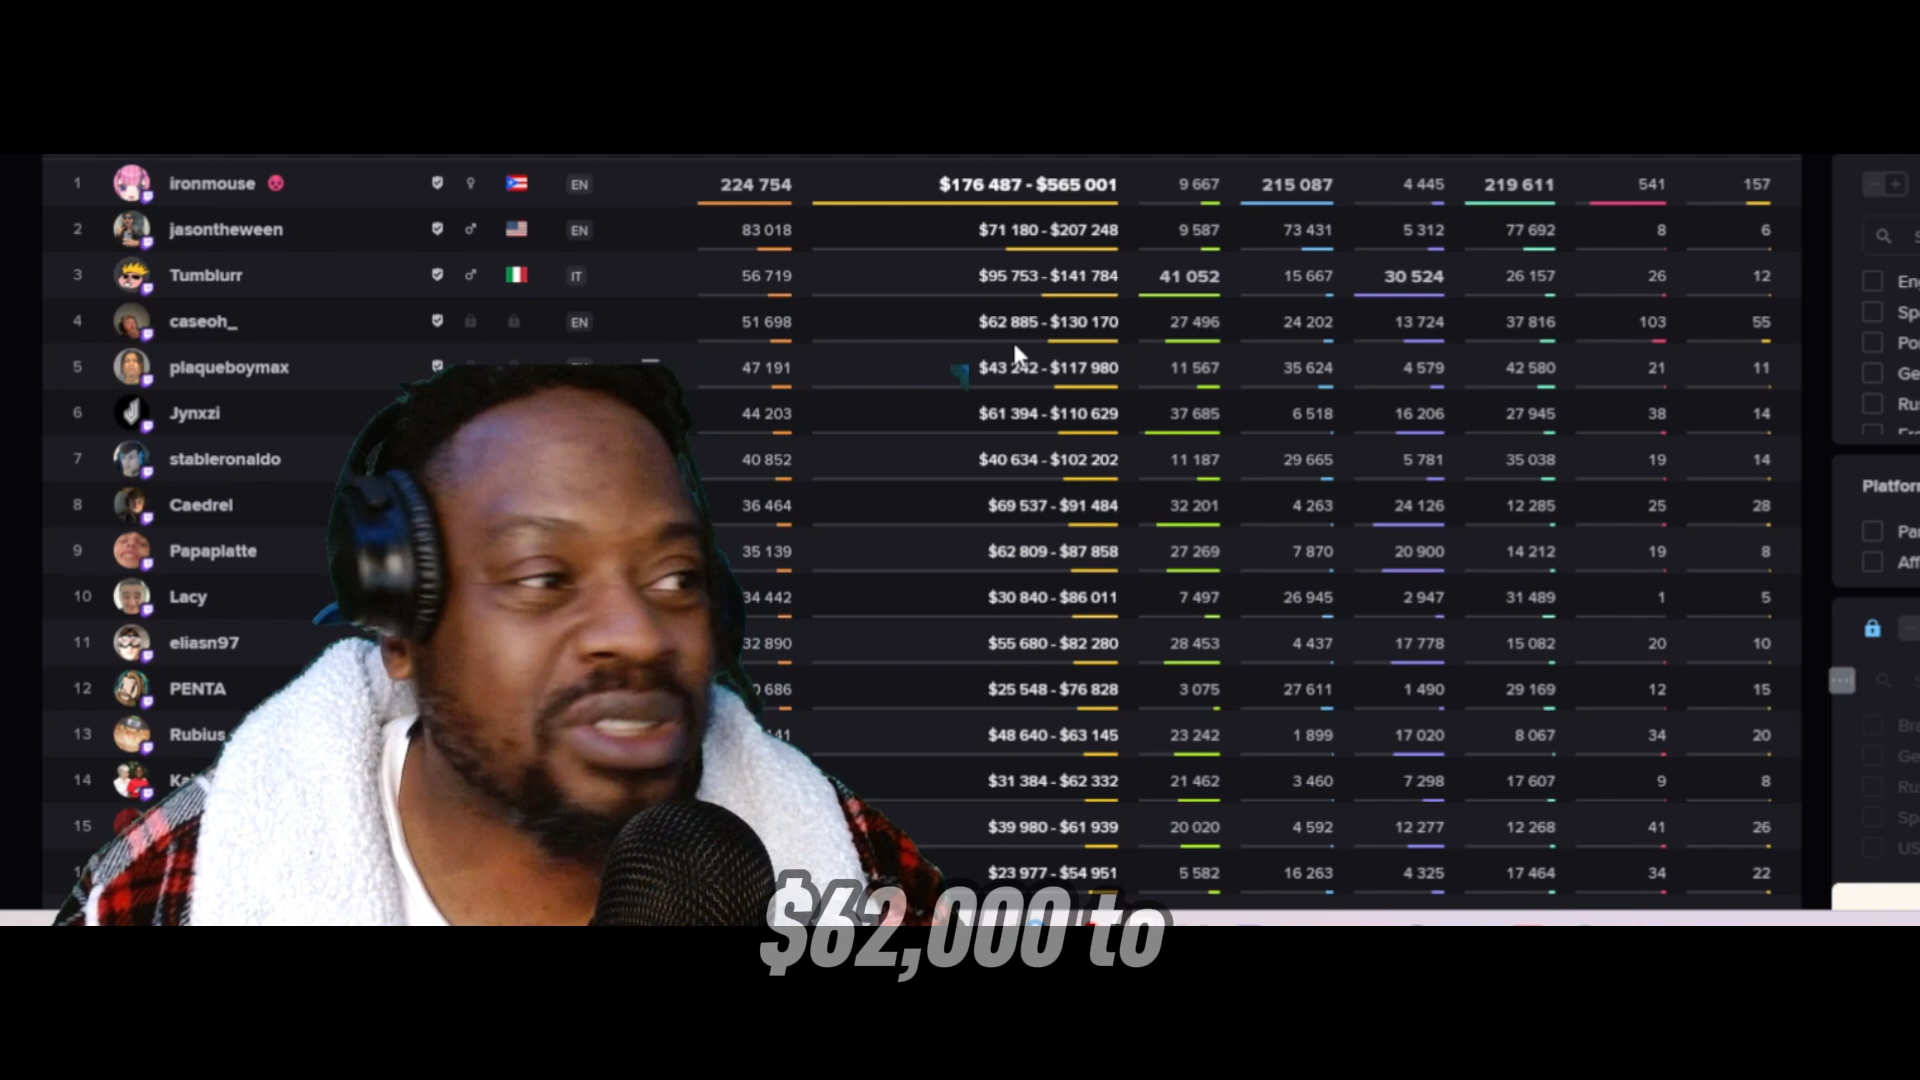 1 ironmouse EN 224 754 $176 487 - $565 001 9 667 215 087 4 445 219 611 541 157
2 jasontheween EN 83 018 $71 180 - $207 248 9 587 73 431 5 312 77 692 8 6
3 Tumblurr IT 56 719 $95 753 - $141 784 41 052 15 667 30 524 26 157 26 12
4 caseoh_ EN 51 698 $62 885 - $130 170 27 496 24 202 13 724 37 816 103 55
5 plaqueboymax 47 191 $43 242 - $117 980 11 567 35 624 4 579 42 580 21 11
6 Jynxzi 44 203 $61 394 - $110 629 37 685 6 518 16 206 27 945 38 14
7 stableronaldo 40 852 $40 634 - $102 202 11 187 29 665 5 781 35 038 19 14
8 Caedrel 36 464 $69 537 - $91 484 32 201 4 263 24 126 12 285 25 28
9 Papaplatte 35 139 $62 809 - $87 858 27 269 7 870 20 900 14 212 19 8
10 Lacy 34 442 $30 840 - $86 011 7 497 26 945 2 947 31 489 1 5
11 eliasn97 32 890 $55 680 - $82 280 28 453 4 437 17 778 15 082 20 10
12 PENTA 686 $25 548 - $76 828 3 075 27 611 1 490 29 169 12 15
13 Rubius $48 640 - $63 145 23 242 1 899 17 020 8 067 34 20
14 $31 384 - $62 332 21 462 3 460 7 298 17 607 9 8
15 $39 980 - $61 939 20 020 4 592 12 277 12 268 41 26
$23 977 - $54 951 5 582 16 263 4 325 17 464 34 22
$62,000 to
Platform